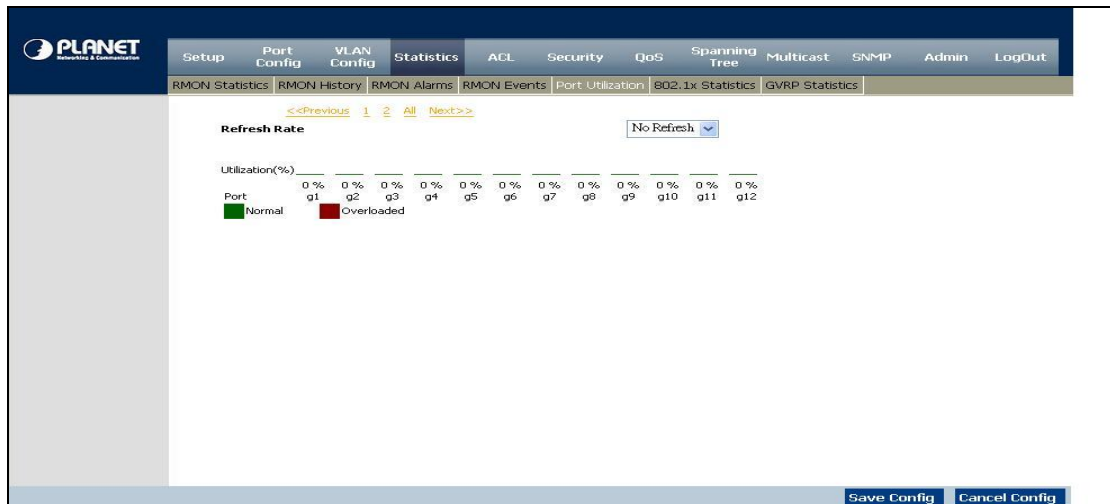 PLANET
Networking & Communication
Setup Port Config VLAN Config Statistics ACL Security QoS Spanning Tree Multicast SNMP Admin LogOut
RMON Statistics RMON History RMON Alarms RMON Events Port Utilization 802.1x Statistics GVRP Statistics
<<Previous 1 2 All Next>>
Refresh Rate No Refresh
Utilization(%)
0 % 0 % 0 % 0 % 0 % 0 % 0 % 0 % 0 % 0 % 0 % 0 %
Port g1 g2 g3 g4 g5 g6 g7 g8 g9 g10 g11 g12
Normal Overloaded
Save Config Cancel Config